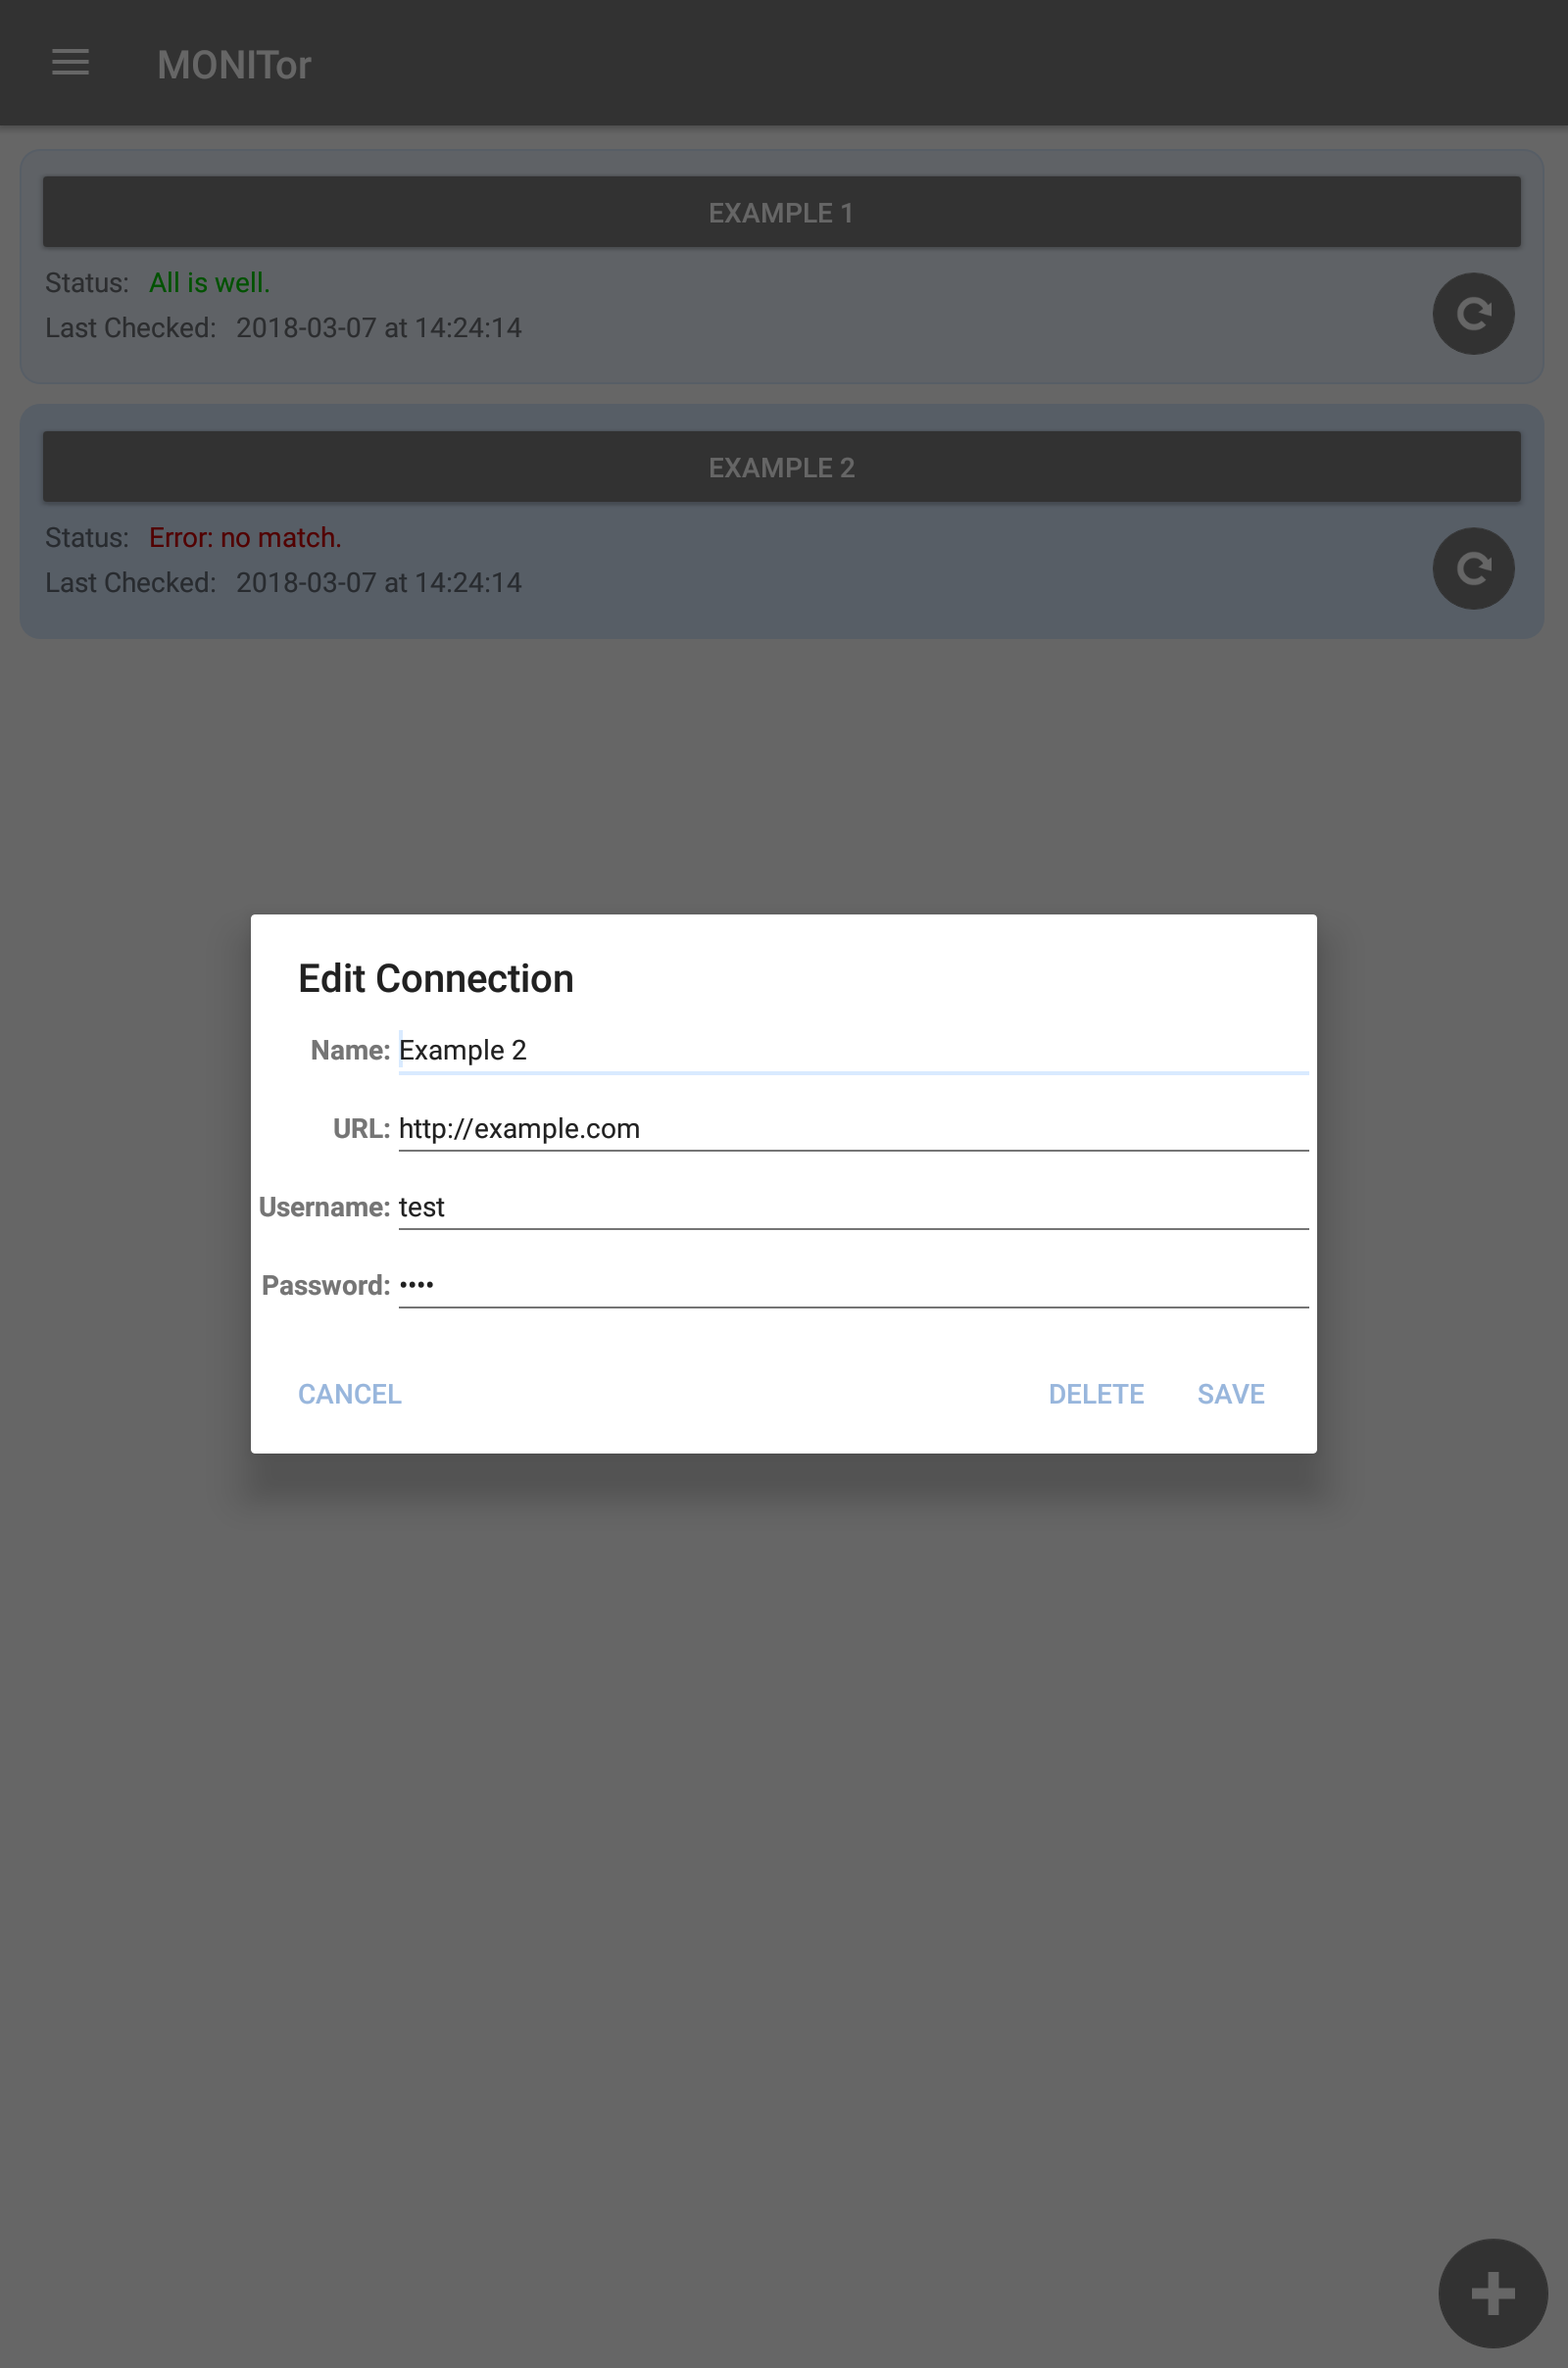 MONITor
EXAMPLE 1
Status: All is well.
Last Checked: 2018-03-07 at 14:24:14
EXAMPLE 2
Status: Error: no match.
Last Checked: 2018-03-07 at 14:24:14
Edit Connection
Name: Example 2
URL: http://example.com
Username: test
Password: ••••
CANCEL DELETE SAVE